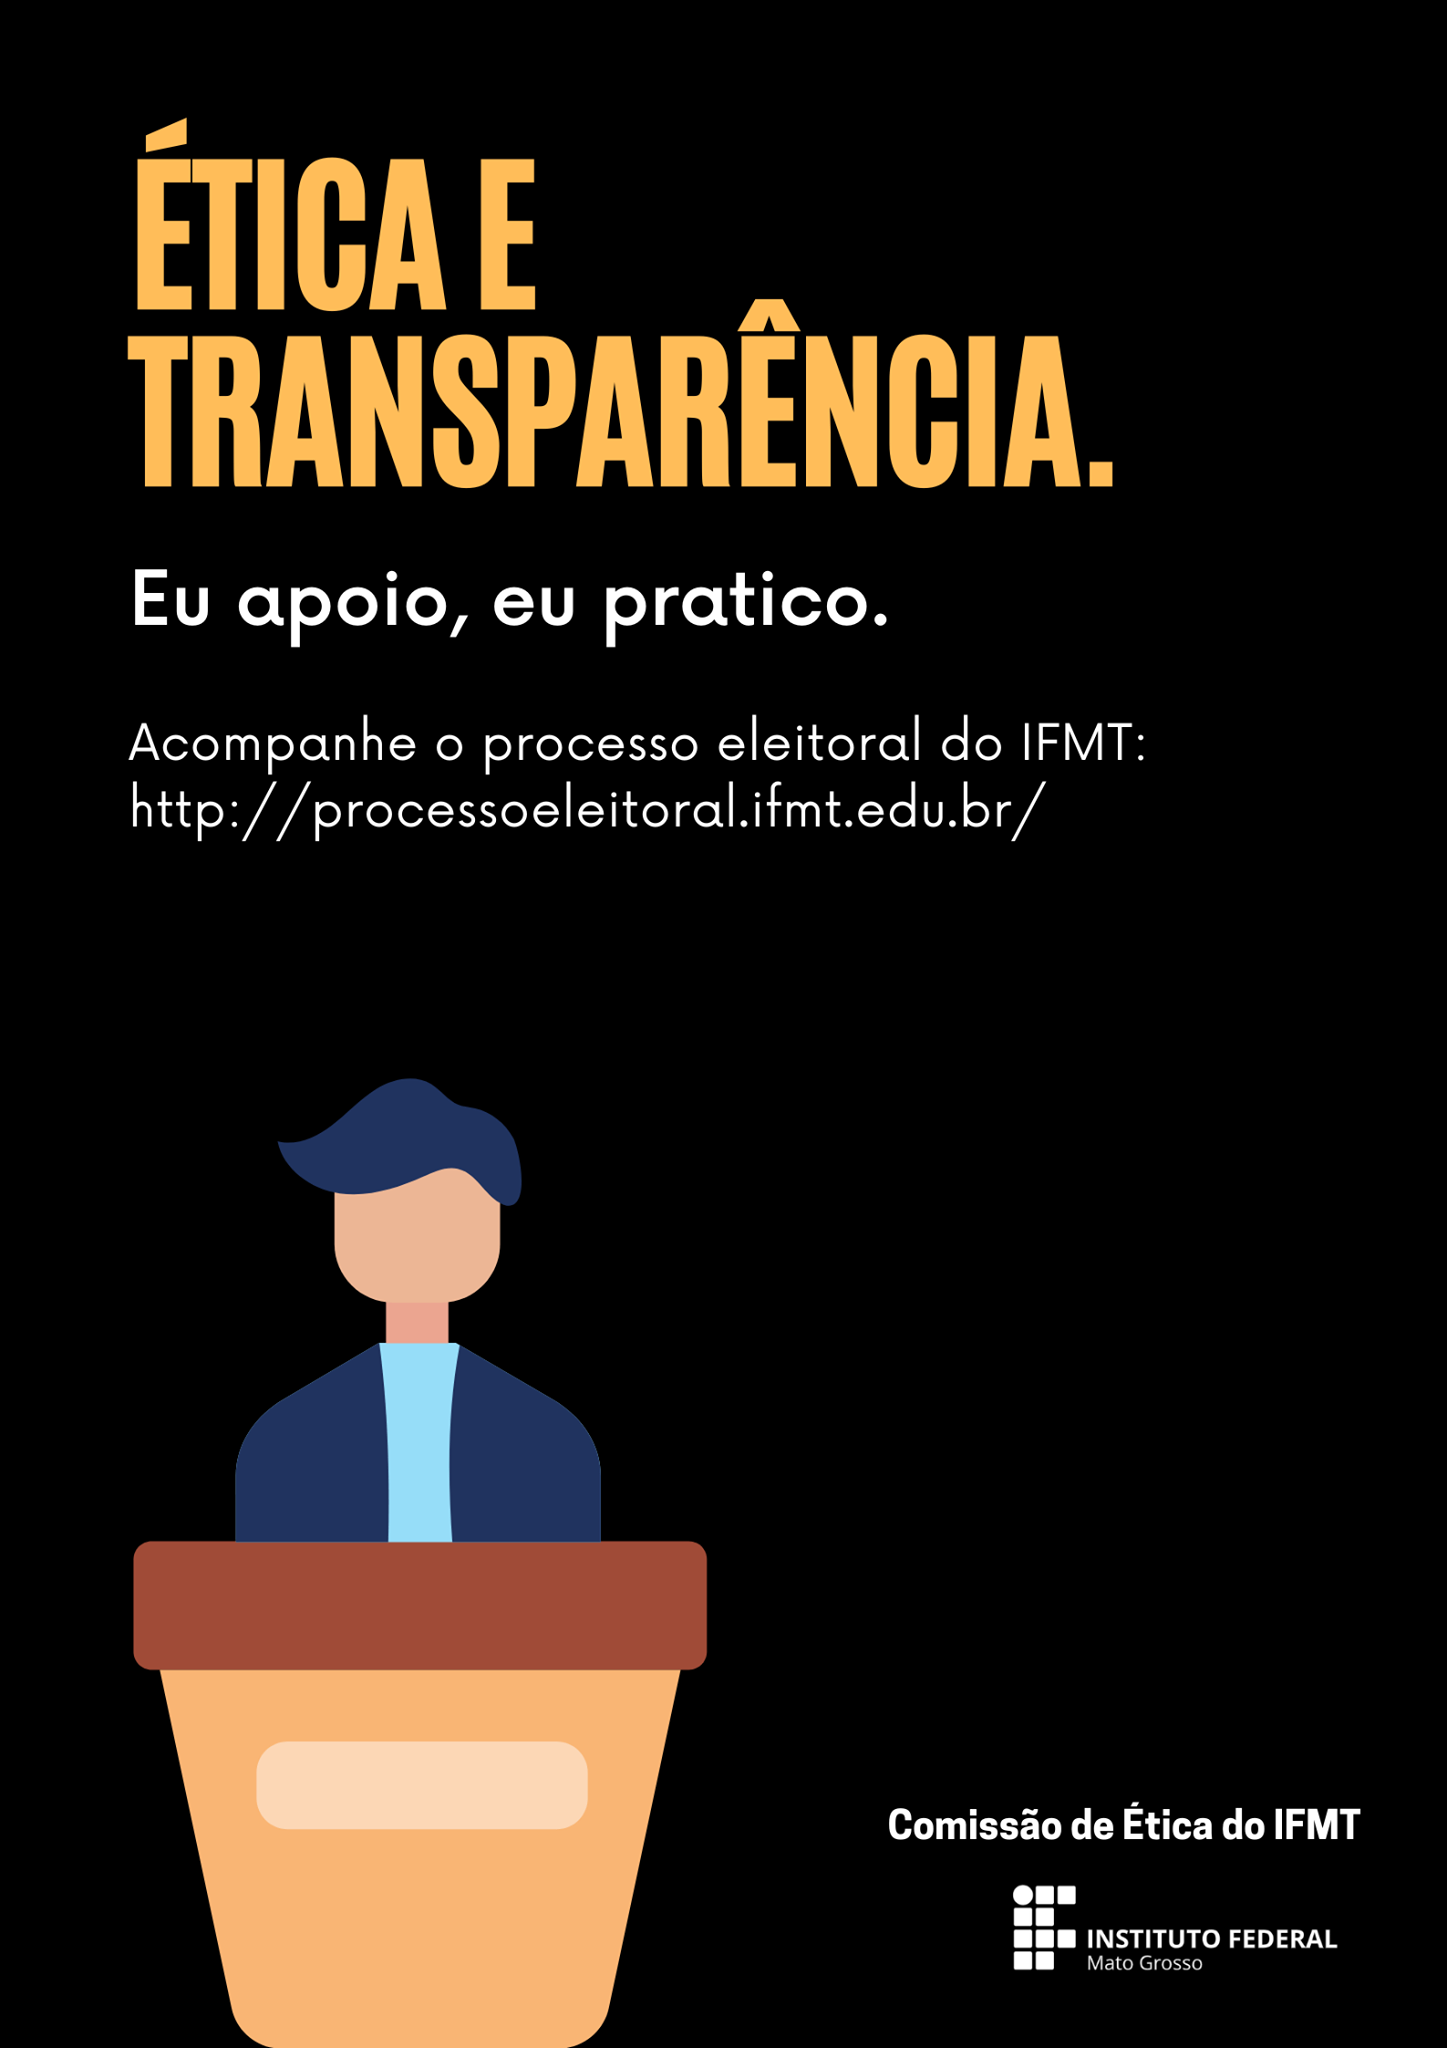 ÉTICA E
TRANSPARÊNCIA.
Eu apoio, eu pratico.
Acompanhe o processo eleitoral do IFMT:
http://processoeleitoral.ifmt.edu.br/
Comissão de Ética do IFMT
INSTITUTO FEDERAL
Mato Grosso